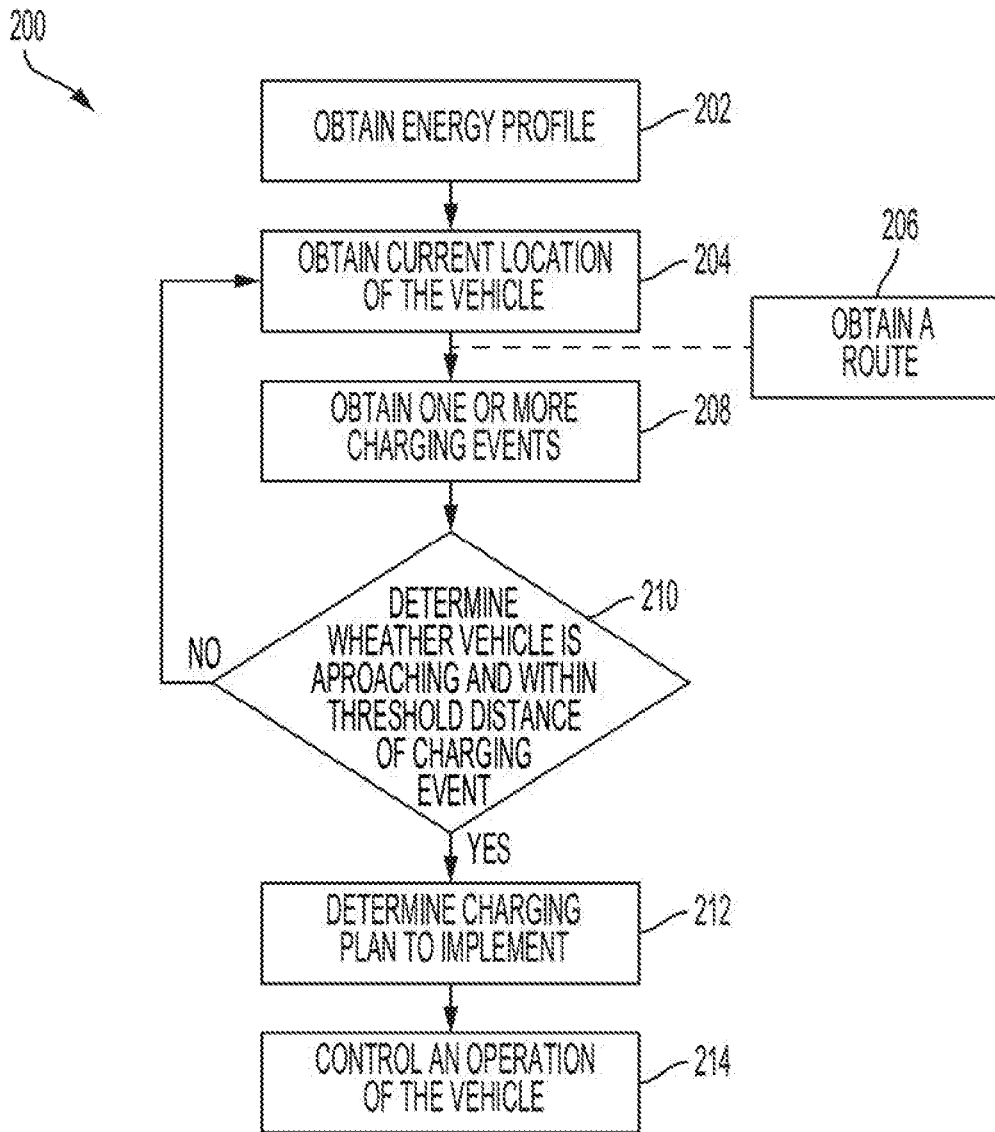 200
OBTAIN ENERGY PROFILE
202
OBTAIN CURRENT LOCATION
OF THE VEHICLE
204
206
OBTAIN A
ROUTE
OBTAIN ONE OR MORE
CHARGING EVENTS
208
DETERMINE
WHEATHER VEHICLE IS
APROACHING AND WITHIN
THRESHOLD DISTANCE
OF CHARGING
EVENT
210
NO
YES
DETERMINE CHARGING
PLAN TO IMPLEMENT
212
CONTROL AN OPERATION
OF THE VEHICLE
214